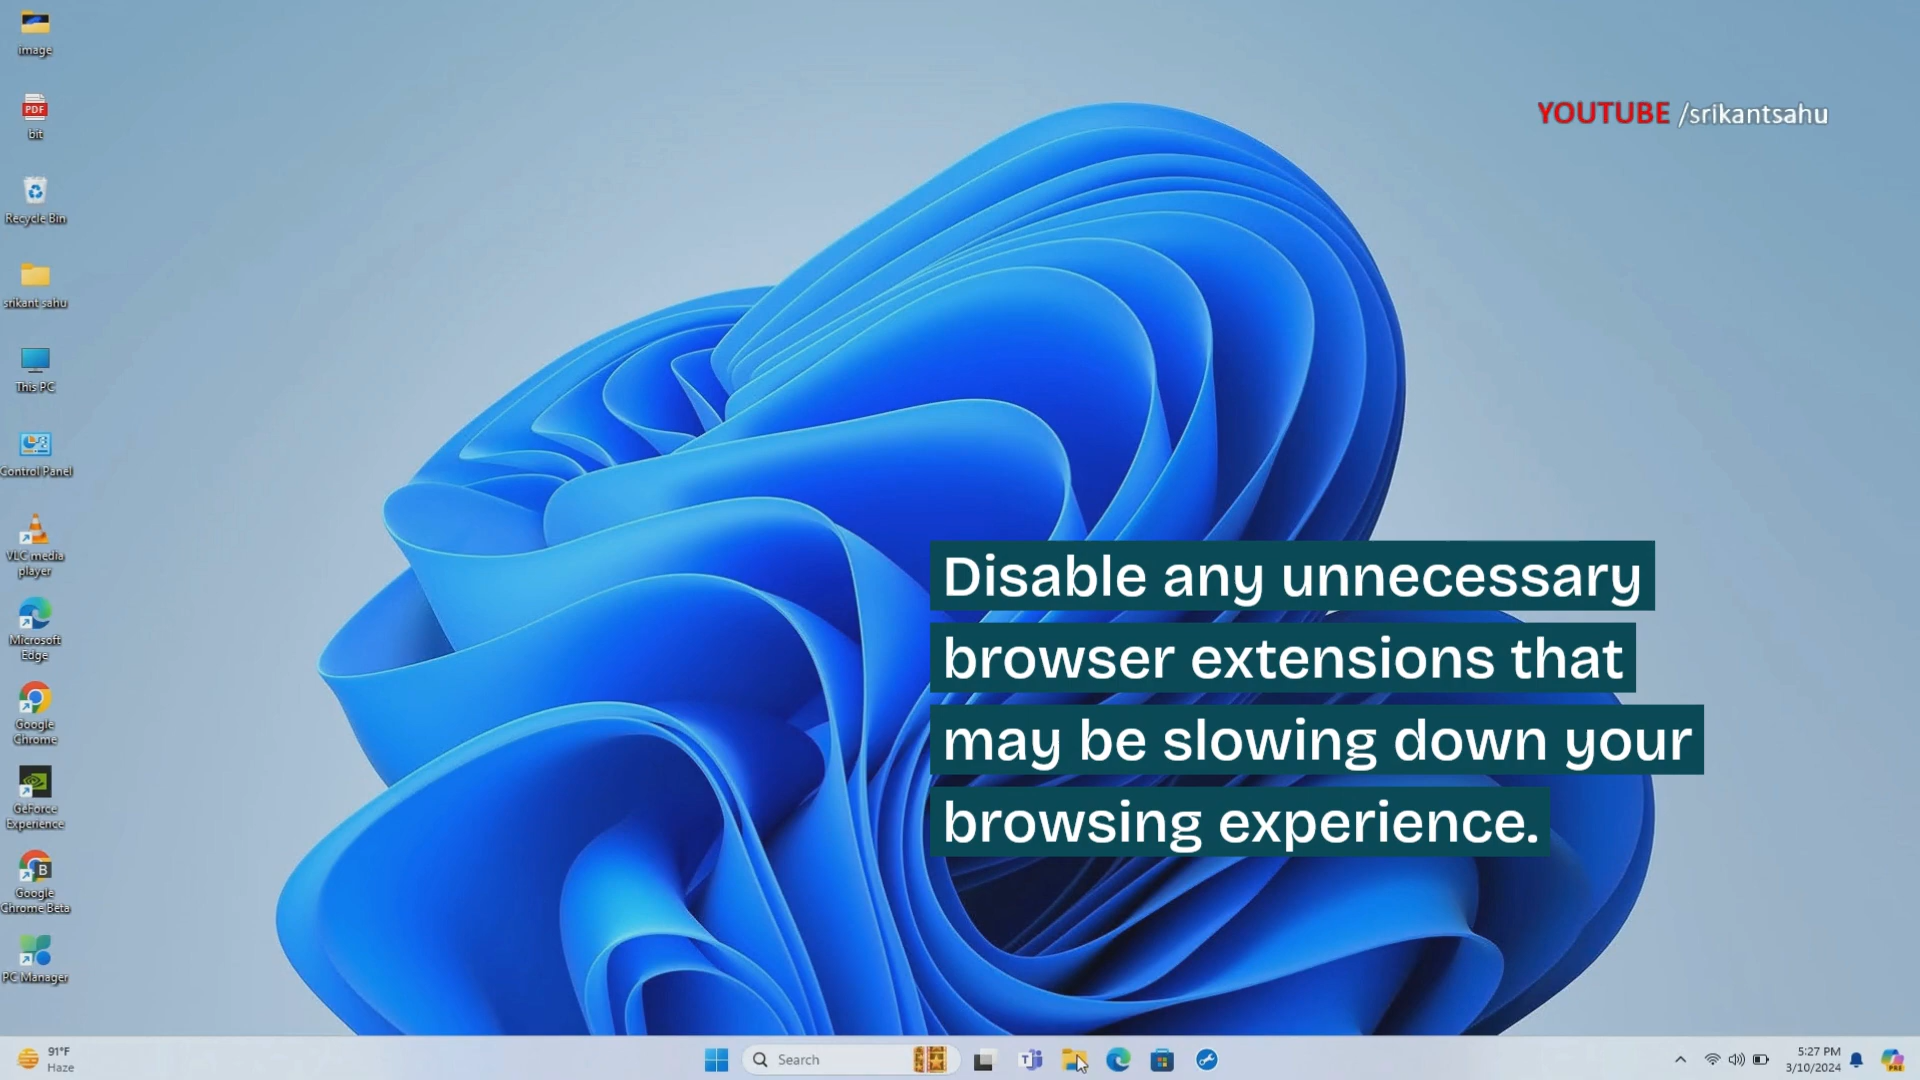 image
PDF
bit
Recycle Bin
srikant sahu
This PC
Control Panel
VLC media
player
Microsoft
Edge
Google
Chrome
GeForce
Experience
B
Google
Chrome Beta
PC Manager
YOUTUBE /srikantsahu
Disable any unnecessary
browser extensions that
may be slowing down your
browsing experience.
91°F
Haze
Search
5:27 PM
3/10/2024
PRE